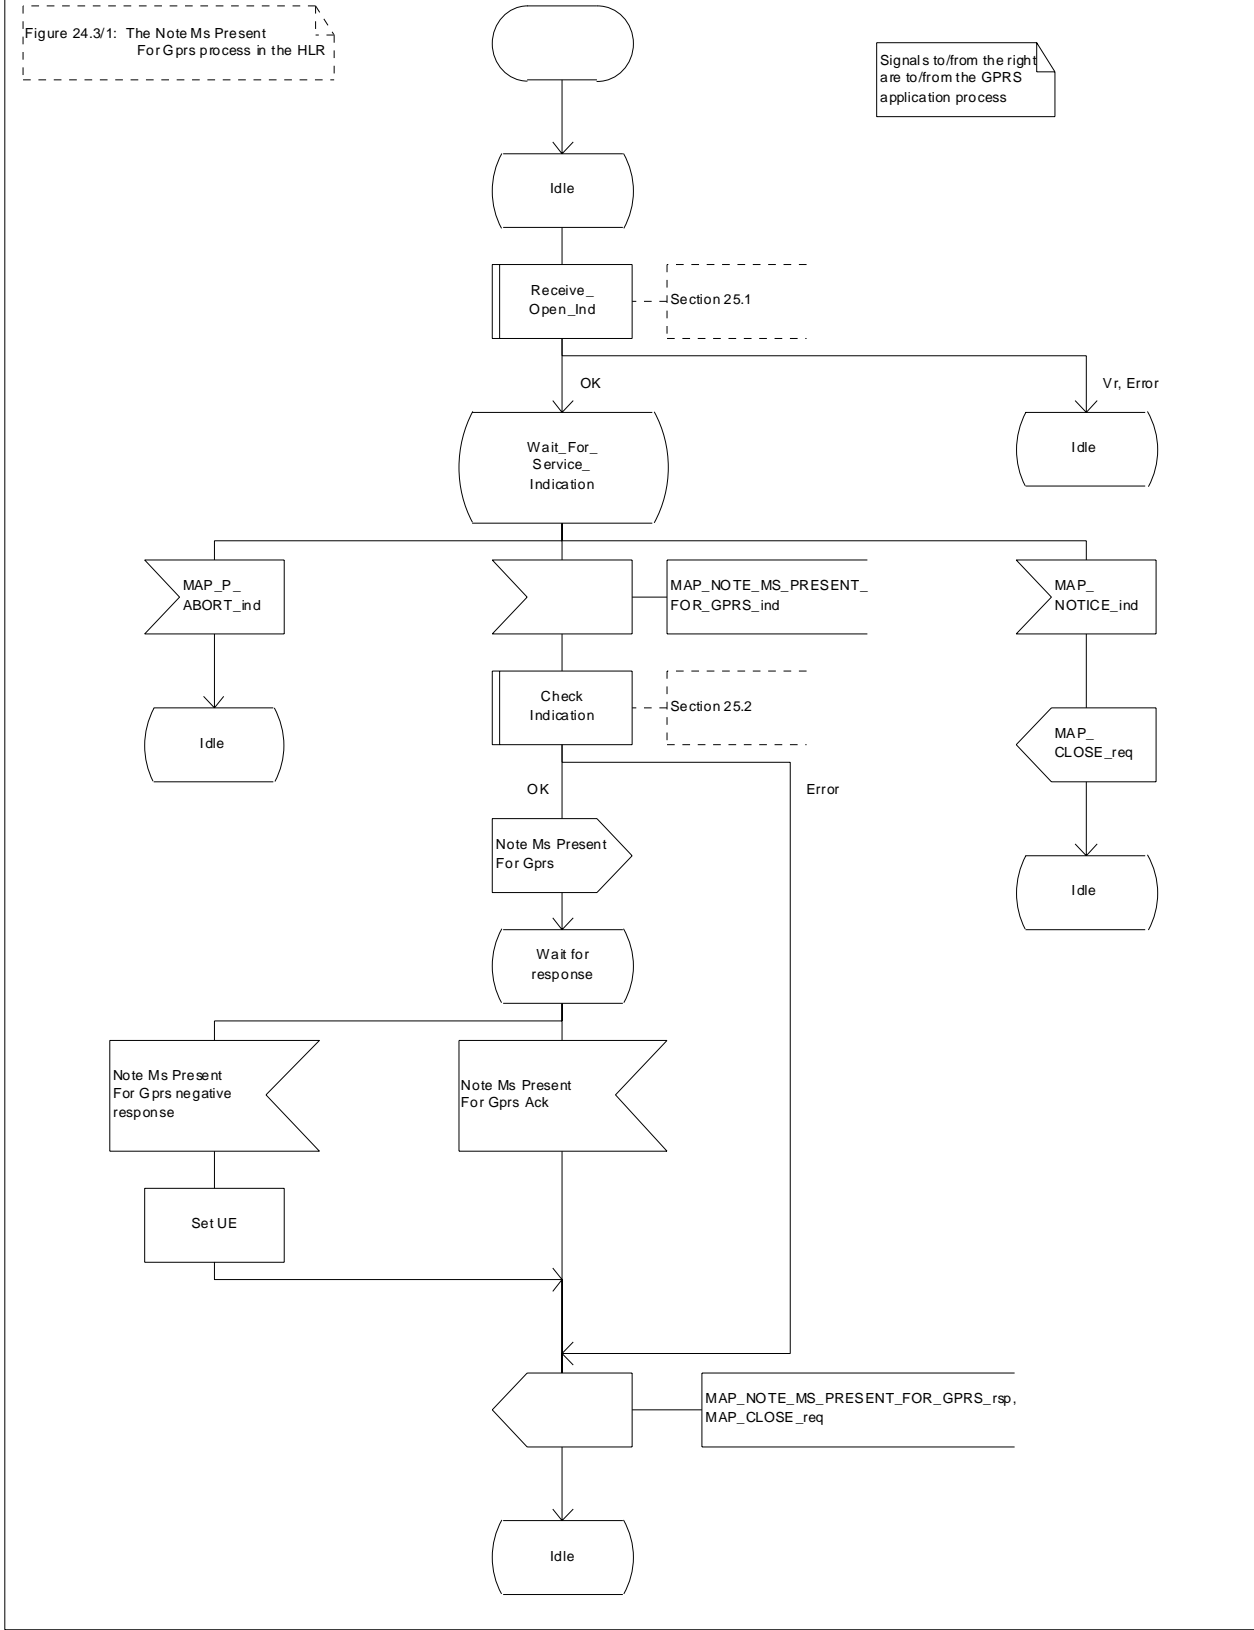 Figure 24.3/1: The Note Ms Present
For Gprs process in the HLR
Signals to/from the right
are to/from the GPRS
application process
Idle
Receive_
Open_Ind
Section 25.1
OK
Vr, Error
Wait_For_
Service_
Indication
Idle
MAP_P_
ABORT_ind
MAP_NOTE_MS_PRESENT_
FOR_GPRS_ind
MAP_
NOTICE_ind
Check
Indication
Section 25.2
Idle
MAP_
CLOSE_req
OK
Error
Note Ms Present
For Gprs
Idle
Wait for
response
Note Ms Present
For Gprs negative
response
Note Ms Present
For Gprs Ack
Set UE
MAP_NOTE_MS_PRESENT_FOR_GPRS_rsp,
MAP_CLOSE_req
Idle